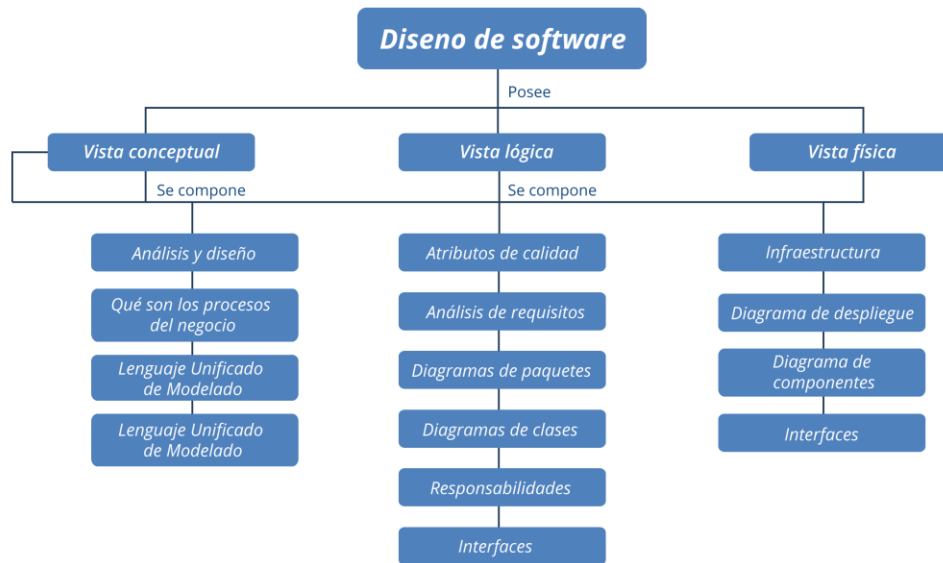 Diseno de software
Posee
Vista conceptual
Vista lógica
Vista física
Se compone
Se compone
Análisis y diseño
Qué son los procesos
del negocio
Lenguaje Unificado
de Modelado
Lenguaje Unificado
de Modelado
Atributos de calidad
Análisis de requisitos
Diagramas de paquetes
Diagramas de clases
Responsabilidades
Interfaces
Infraestructura
Diagrama de despliegue
Diagrama de
componentes
Interfaces